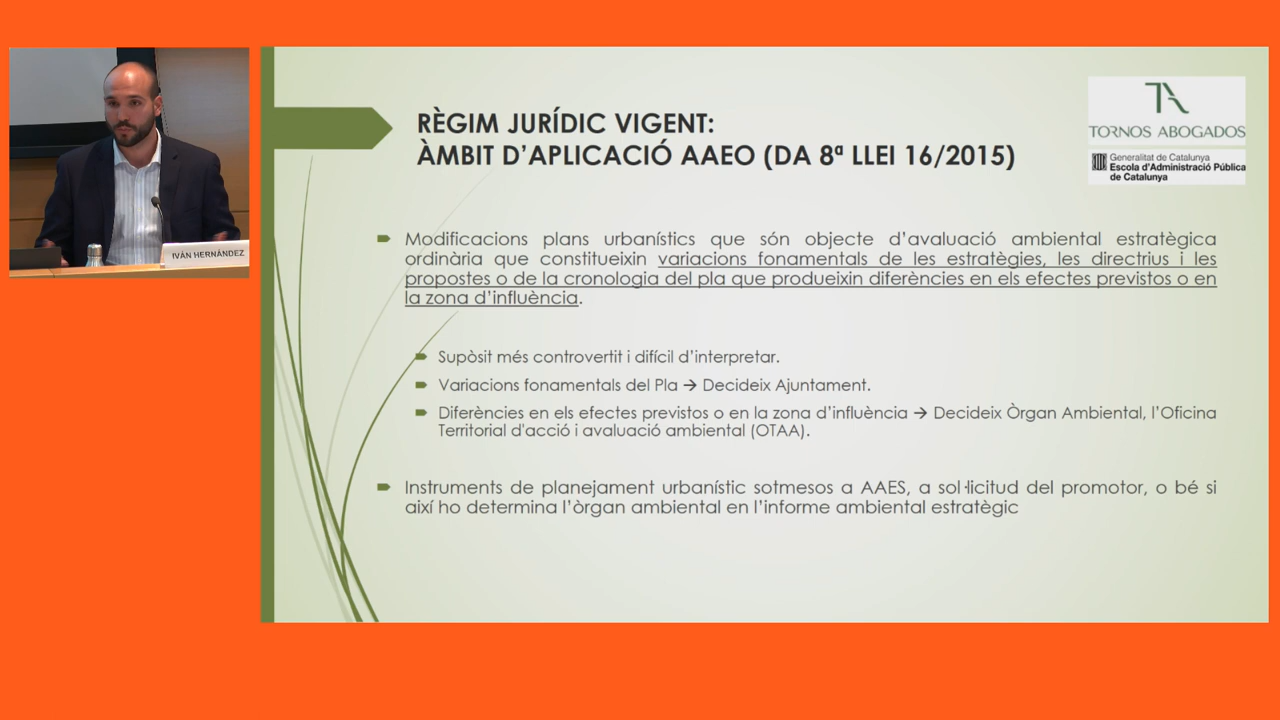 IVÁN HERNÁNDEZ
RÈGIM JURÍDIC VIGENT:
ÀMBIT D'APLICACIÓ AAEO (DA 8ª LLEI 16/2015)
TORNOS ABOGADOS
Generalitat de Catalunya
Escola d'Administració Pública
de Catalunya
Modificacions plans urbanístics que són objecte d'avaluació ambiental estratègica
ordinària que constitueixin variacions fonamentals de les estratègies, les directrius i les
propostes o de la cronologia del pla que produeixin diferències en els efectes previstos o en
la zona d'influència.
Supòsit més controvertit i difícil d'interpretar.
Variacions fonamentals del Pla → Decideix Ajuntament.
Diferències en els efectes previstos o en la zona d'influència → Decideix Òrgan Ambiental, l'Oficina
Territorial d'acció i avaluació ambiental (OTAA).
Instruments de planejament urbanístic sotmesos a AAES, a sol·licitud del promotor, o bé si
així ho determina l'òrgan ambiental en l'informe ambiental estratègic